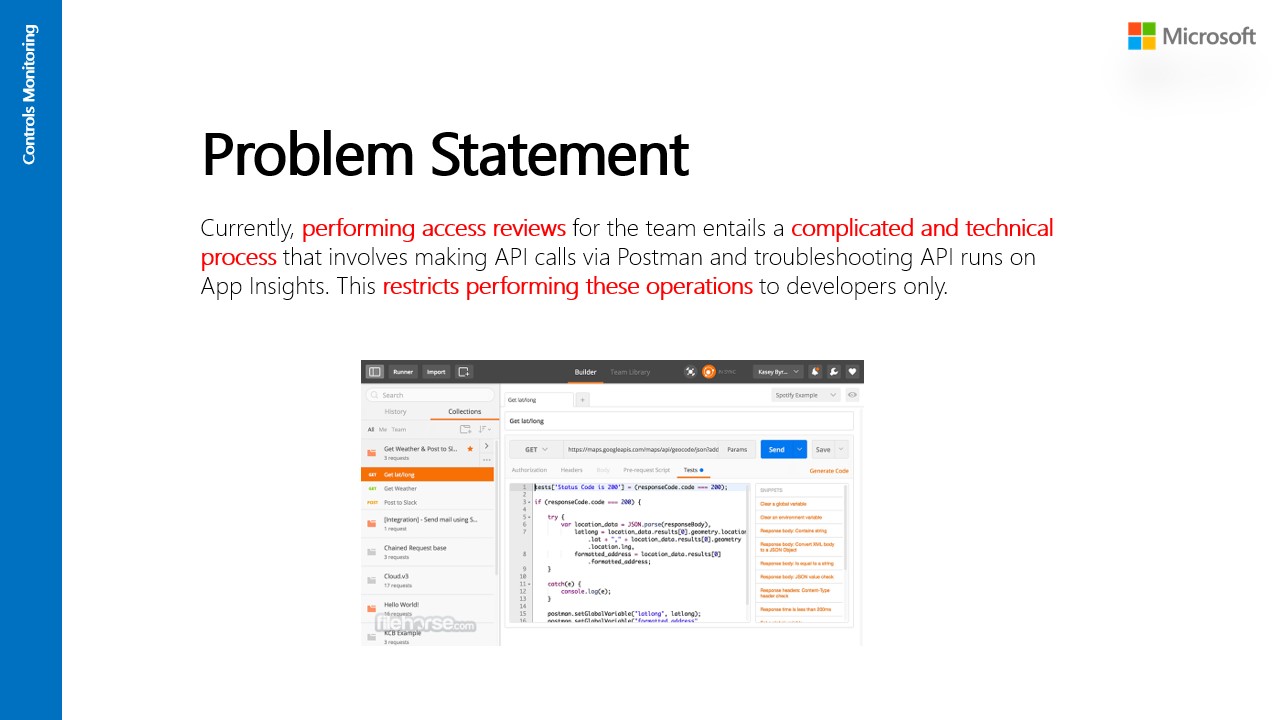 Controls Monitoring
Microsoft
Problem Statement
Currently, performing access reviews for the team entails a complicated and technical
process that involves making API calls via Postman and troubleshooting API runs on
App Insights. This restricts performing these operations to developers only.
Runner Import Builder Team Library IN SYNC Kasey Byr...
Search
History Collections
All Me Team
Get Weather & Post to Sl...
3 requests
GET Get lat/long
GET Get Weather
POST Post to Slack
[Integration] - Send mail using S...
1 request
Chained Request base
3 requests
Cloud.v3
17 requests
Hello World!
16 requests
filehorse.com
KCB Example
3 requests
Get lat/long + Spotify Example
Get lat/long
GET https://maps.googleapis.com/maps/api/geocode/json?add Params Send Save
Authorization Headers Body Pre-request Script Tests Generate Code
1 tests['Status Code is 200'] = (responseCode.code === 200);
2
3 if (responseCode.code === 200) {
4
5 try {
6 var location_data = JSON.parse(responseBody),
7 latlong = location_data.results[0].geometry.location
.lat + "," + location_data.results[0].geometry
.location.lng,
8 formatted_address = location_data.results[0]
.formatted_address;
9 }
10
11 catch(e) {
12 console.log(e);
13 }
14
15 postman.setGlobalVariable("latlong", latlong);
16 postman.setGlobalVariable("formatted_address"
SNIPPETS
Clear a global variable
Clear an environment variable
Response body: Contains string
Response body: Convert XML body
to a JSON Object
Response body: Is equal to a string
Response body: JSON value check
Response headers: Content-Type
header check
Response time is less than 200ms